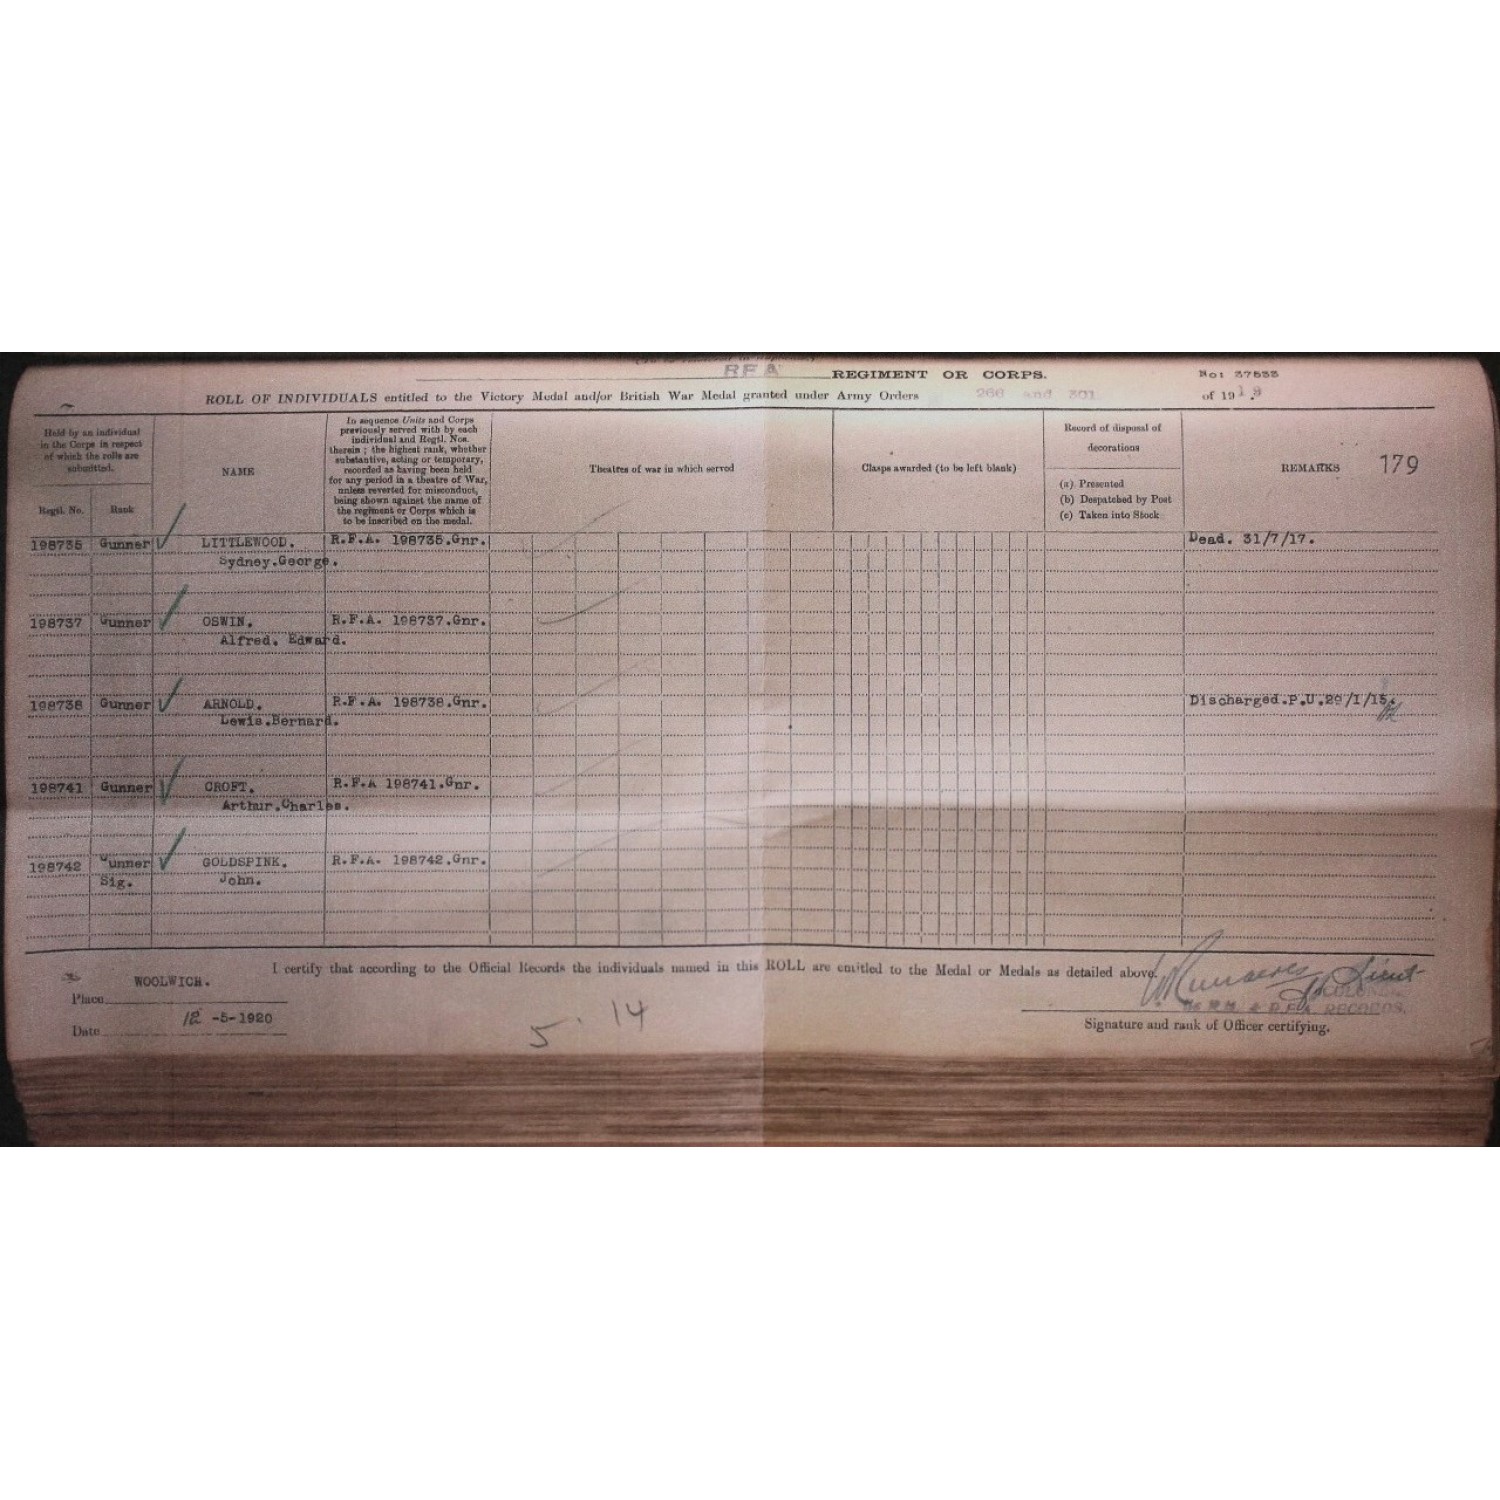 RFA REGIMENT OR CORPS. No: 37533
ROLL OF INDIVIDUALS entitled to the Victory Medal and/or British War Medal granted under Army Orders 266 and 301 of 1919.
Held by an individual
in the Corps in respect
of which the rolls are
submitted.
Regtl. No. Rank
NAME
In sequence Units and Corps
previously served with by each
individual and Regtl. Nos.
therein; the highest rank, whether
substantive, acting or temporary,
recorded as having been held
for any period in a theatre of War,
unless reverted for misconduct,
being shown against the name of
the regiment or Corps which is
to be inscribed on the medal.
Theatres of war in which served
Clasps awarded (to be left blank)
Record of disposal of
decorations
(a) Presented
(b) Despatched by Post
(c) Taken into Stock
REMARKS 179
198735 Gunner LITTLEWOOD. R.F.A. 198735.Gnr. Dead. 31/7/17.
Sydney.George.
198737 Gunner OSWIN. R.F.A. 198737.Gnr.
Alfred. Edward.
198738 Gunner ARNOLD. R.F.A. 198738.Gnr. Discharged.P.U.29/1/18.
Lewis.Bernard.
198741 Gunner CROFT. R.F.A 198741.Gnr.
Arthur.Charles.
198742 Gunner GOLDSPINK. R.F.A. 198742.Gnr.
Sig. John.
I certify that according to the Official Records the individuals named in this ROLL are entitled to the Medal or Medals as detailed above.
Place WOOLWICH.
Date 12 -5-1920
5. 14
Lieut
COLONEL
R.F.A. RECORDS.
Signature and rank of Officer certifying.